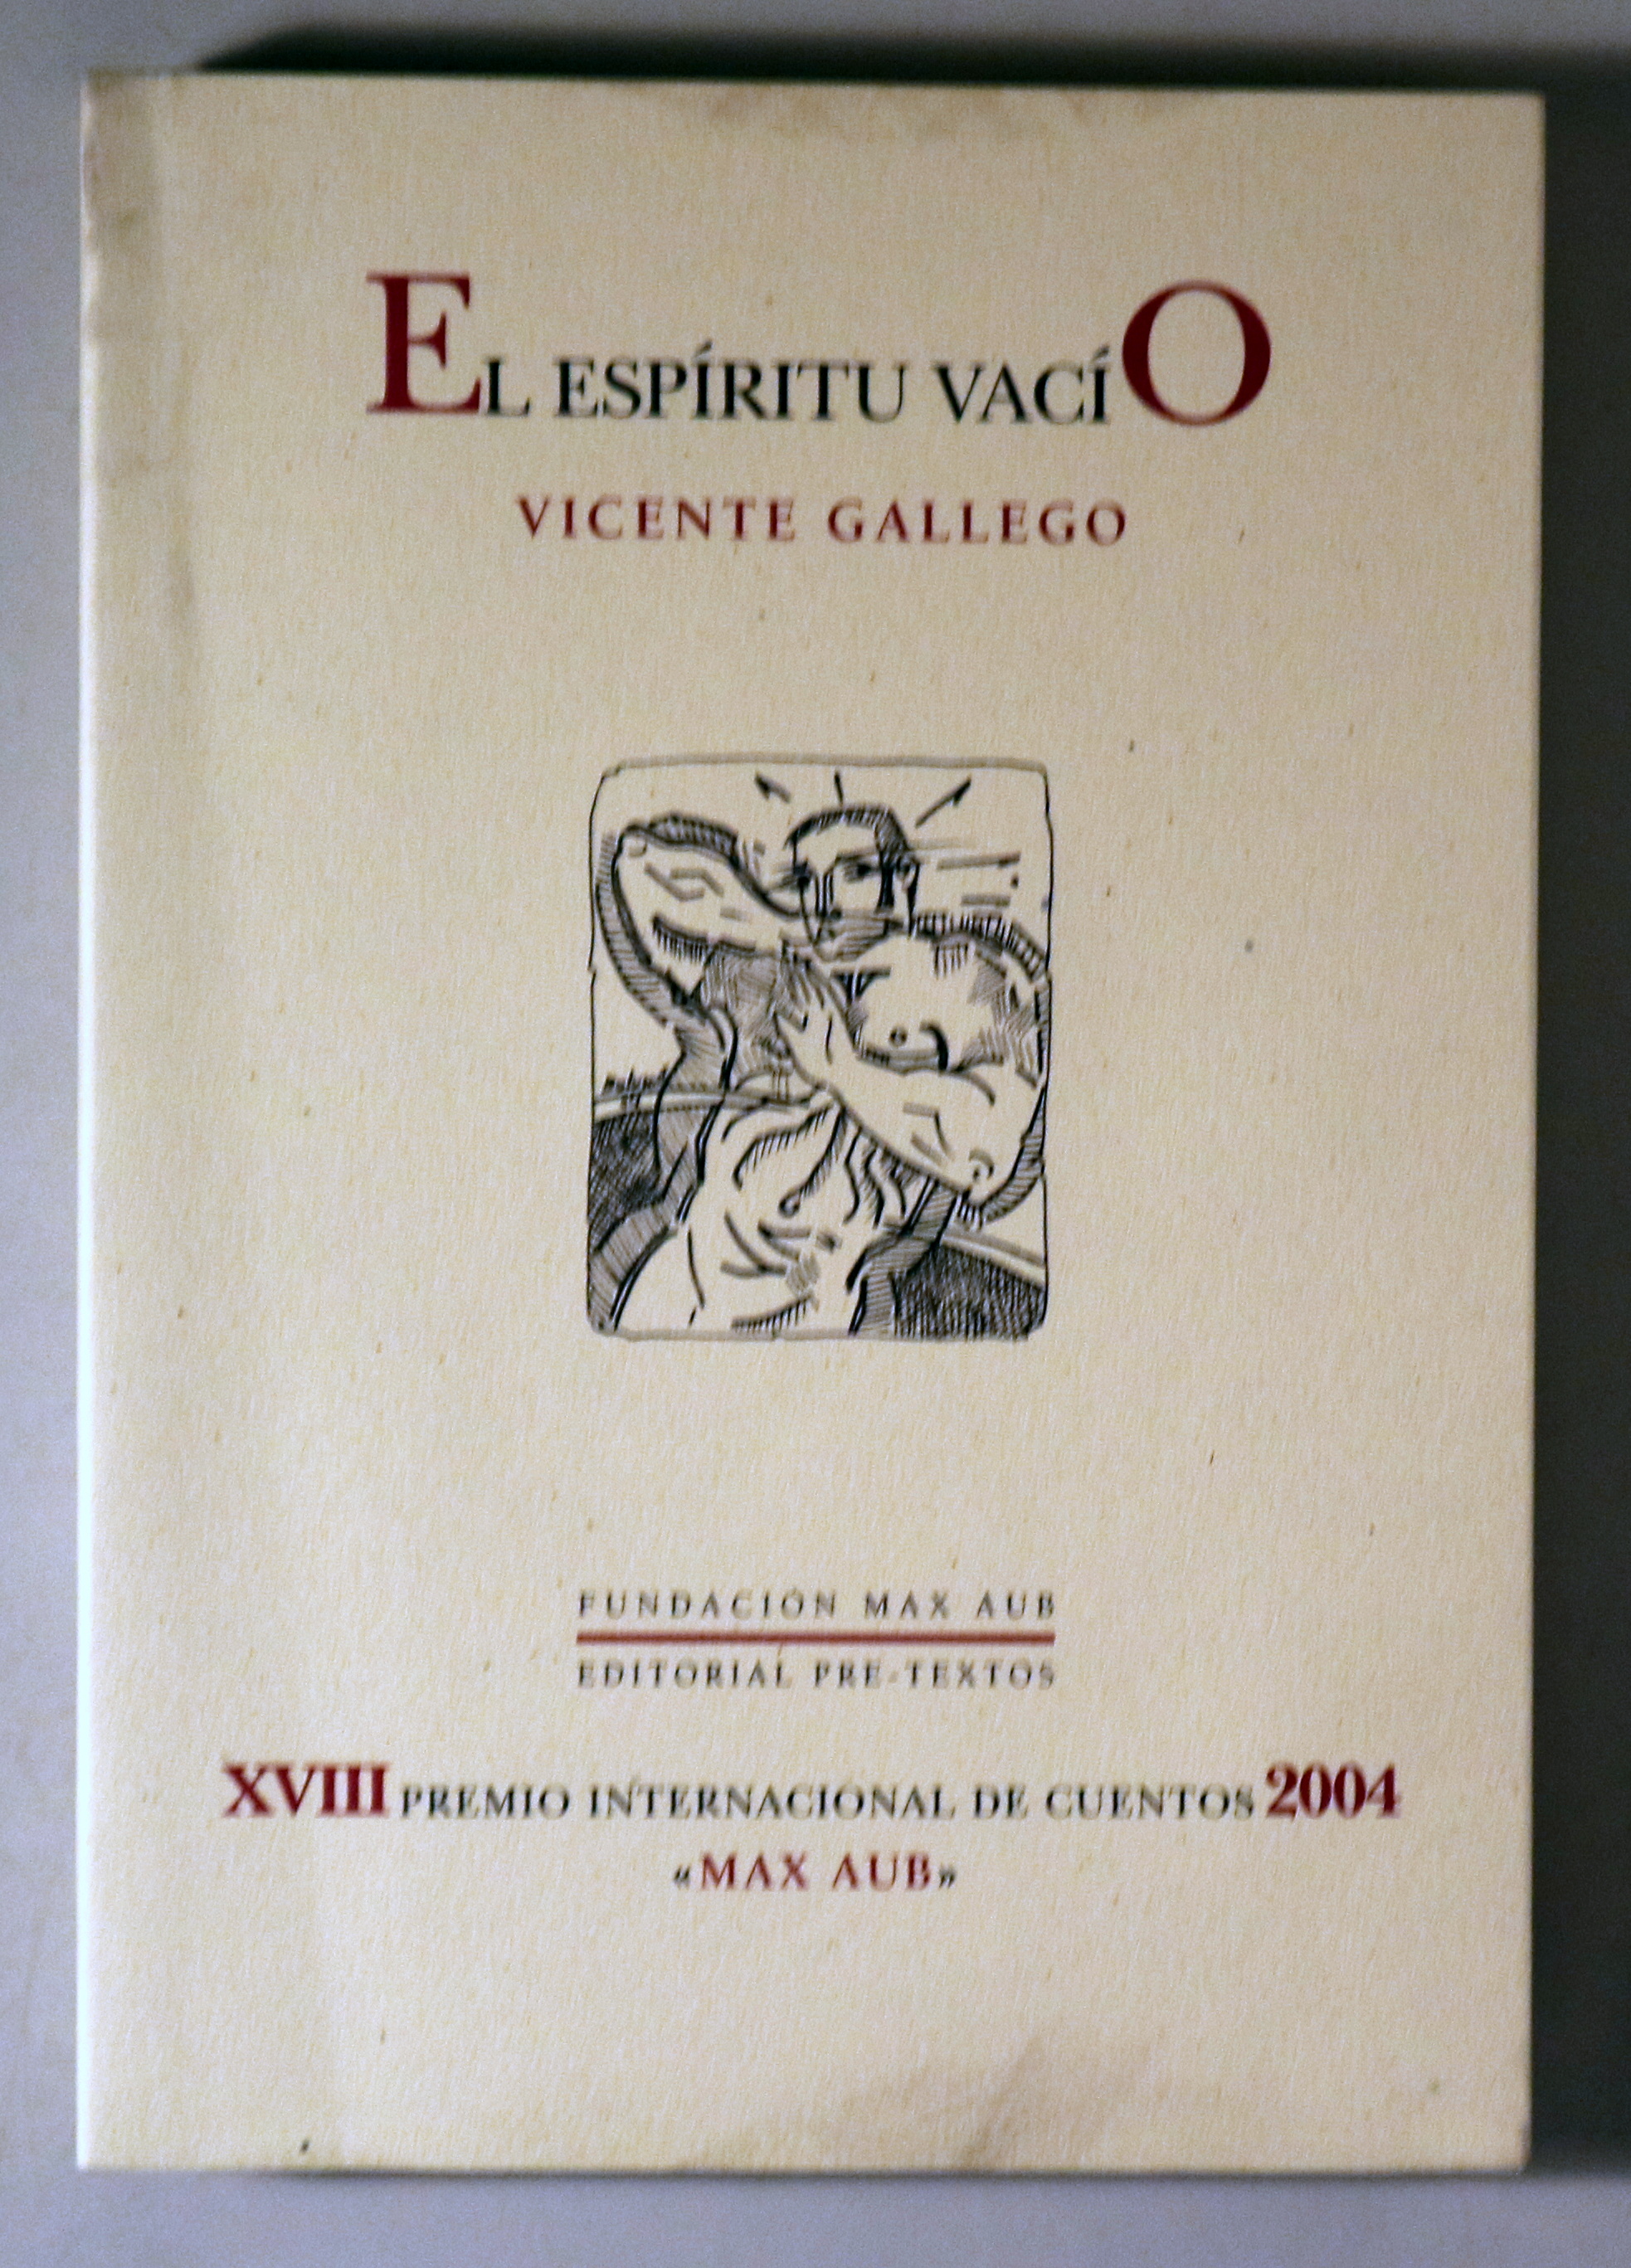 EL ESPÍRITU VACÍO
VICENTE GALLEGO
FUNDACIÓN MAX AUB
EDITORIAL PRE-TEXTOS
XVIII PREMIO INTERNACIONAL DE CUENTOS 2004
«MAX AUB»